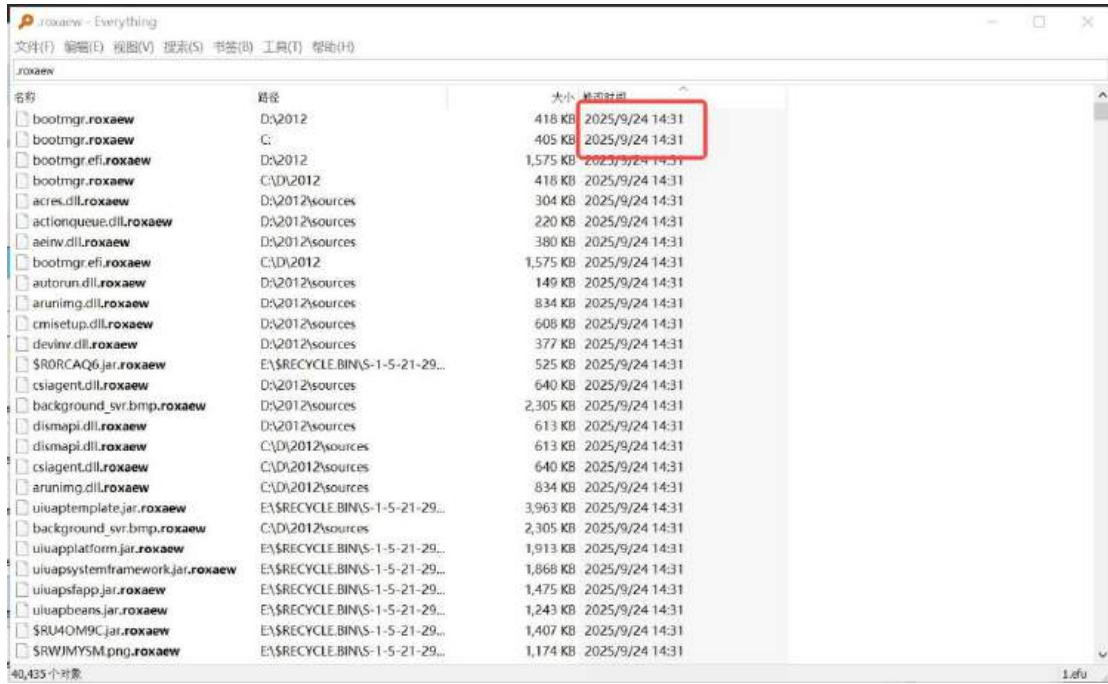 .roxaew - Everything
文件(F) 编辑(E) 视图(V) 搜索(S) 书签(B) 工具(T) 帮助(H)
.roxaew
名称 路径 大小 修改时间
bootmgr.roxaew D:\2012 418 KB 2025/9/24 14:31
bootmgr.roxaew C: 405 KB 2025/9/24 14:31
bootmgr.efi.roxaew D:\2012 1,575 KB 2025/9/24 14:31
bootmgr.roxaew C:\D\2012 418 KB 2025/9/24 14:31
acres.dll.roxaew D:\2012\sources 304 KB 2025/9/24 14:31
actionqueue.dll.roxaew D:\2012\sources 220 KB 2025/9/24 14:31
aeinv.dll.roxaew D:\2012\sources 380 KB 2025/9/24 14:31
bootmgr.efi.roxaew C:\D\2012 1,575 KB 2025/9/24 14:31
autorun.dll.roxaew D:\2012\sources 149 KB 2025/9/24 14:31
arunimg.dll.roxaew D:\2012\sources 834 KB 2025/9/24 14:31
cmisetup.dll.roxaew D:\2012\sources 608 KB 2025/9/24 14:31
devinv.dll.roxaew D:\2012\sources 377 KB 2025/9/24 14:31
$R0RCAQ6.jar.roxaew E:\$RECYCLE.BIN\S-1-5-21-29... 525 KB 2025/9/24 14:31
csiagent.dll.roxaew D:\2012\sources 640 KB 2025/9/24 14:31
background_svr.bmp.roxaew D:\2012\sources 2,305 KB 2025/9/24 14:31
dismapi.dll.roxaew D:\2012\sources 613 KB 2025/9/24 14:31
dismapi.dll.roxaew C:\D\2012\sources 613 KB 2025/9/24 14:31
csiagent.dll.roxaew C:\D\2012\sources 640 KB 2025/9/24 14:31
arunimg.dll.roxaew C:\D\2012\sources 834 KB 2025/9/24 14:31
uiuaptemplate.jar.roxaew E:\$RECYCLE.BIN\S-1-5-21-29... 3,963 KB 2025/9/24 14:31
background_svr.bmp.roxaew C:\D\2012\sources 2,305 KB 2025/9/24 14:31
uiuapplatform.jar.roxaew E:\$RECYCLE.BIN\S-1-5-21-29... 1,913 KB 2025/9/24 14:31
uiuapsystemframework.jar.roxaew E:\$RECYCLE.BIN\S-1-5-21-29... 1,868 KB 2025/9/24 14:31
uiuapsfapp.jar.roxaew E:\$RECYCLE.BIN\S-1-5-21-29... 1,475 KB 2025/9/24 14:31
uiuapbeans.jar.roxaew E:\$RECYCLE.BIN\S-1-5-21-29... 1,243 KB 2025/9/24 14:31
$RU4OM9C.jar.roxaew E:\$RECYCLE.BIN\S-1-5-21-29... 1,407 KB 2025/9/24 14:31
$RWJMYSM.png.roxaew E:\$RECYCLE.BIN\S-1-5-21-29... 1,174 KB 2025/9/24 14:31
40,435 个对象 1.efu